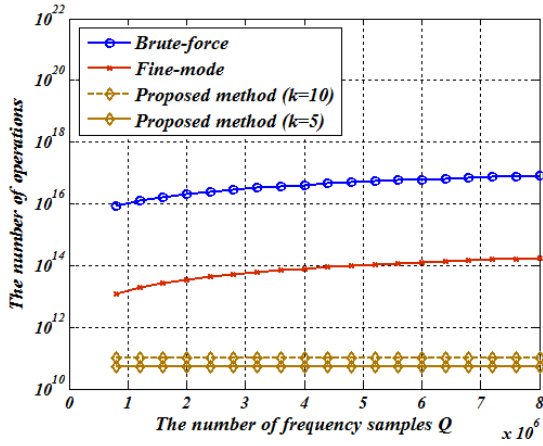 10^22
10^20
10^18
10^16
10^14
10^12
10^10
The number of operations
Brute-force
Fine-mode
Proposed method (k=10)
Proposed method (k=5)
0 1 2 3 4 5 6 7 8
The number of frequency samples Q
x 10^6